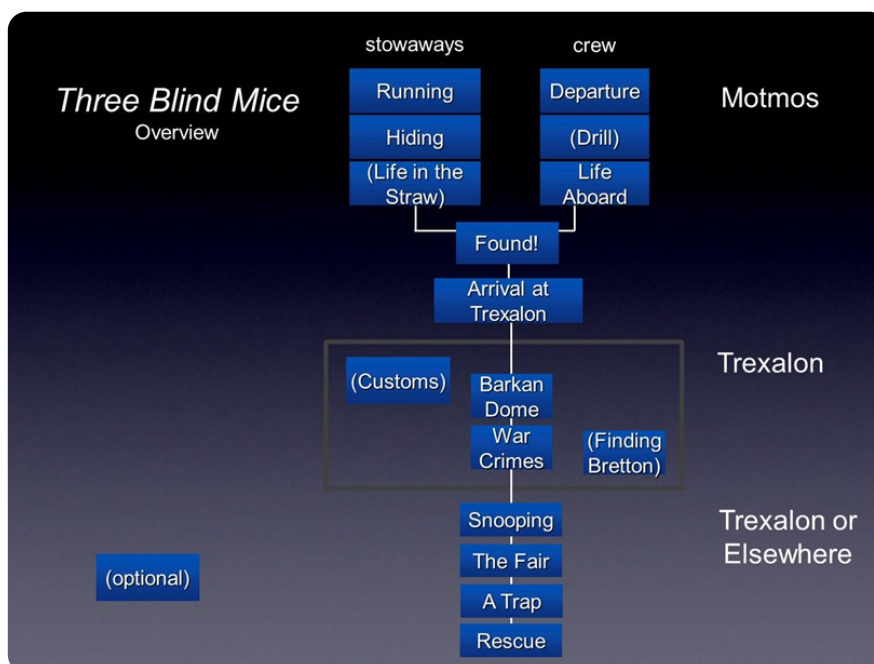 stowaways
crew
Three Blind Mice
Overview
Motmos
Running
Departure
Hiding
(Drill)
(Life in the
Straw)
Life
Aboard
Found!
Arrival at
Trexalon
Trexalon
(Customs)
Barkan
Dome
War
Crimes
(Finding
Bretton)
Snooping
Trexalon or
Elsewhere
The Fair
(optional)
A Trap
Rescue